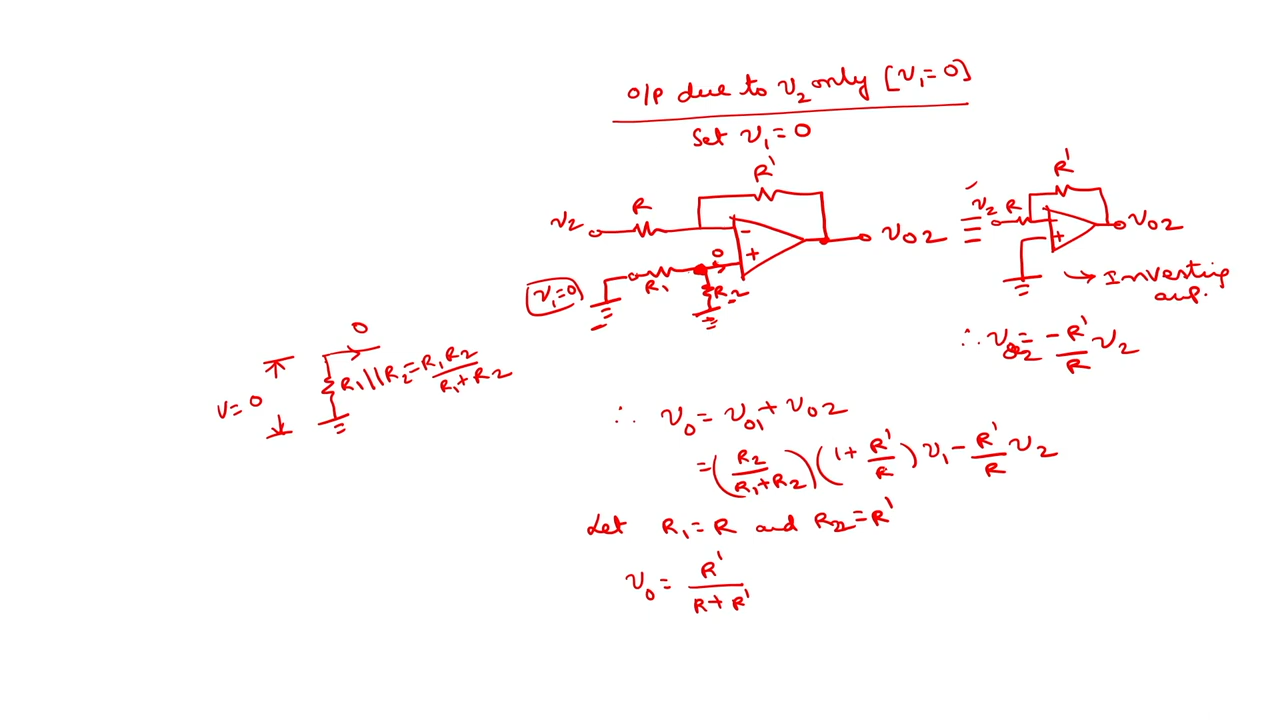 O/P due to v₂ only [v₁ = 0]
Set v₁ = 0
R'
R
v₂
-
+
0
v₁=0
R₁
R₂
v02
≡
R'
v₂ R
-
+
v02
→ Inverting
amp.
∴ v02 = -R'/R v₂
0
V = 0
R₁||R₂ = R₁R₂/R₁+R₂
∴ v₀ = v₀₁ + v02
= (R₂/R₁+R₂)(1 + R'/R) v₁ - R'/R v₂
Let R₁ = R and R₂ = R'
v₀ = R'/R + R'